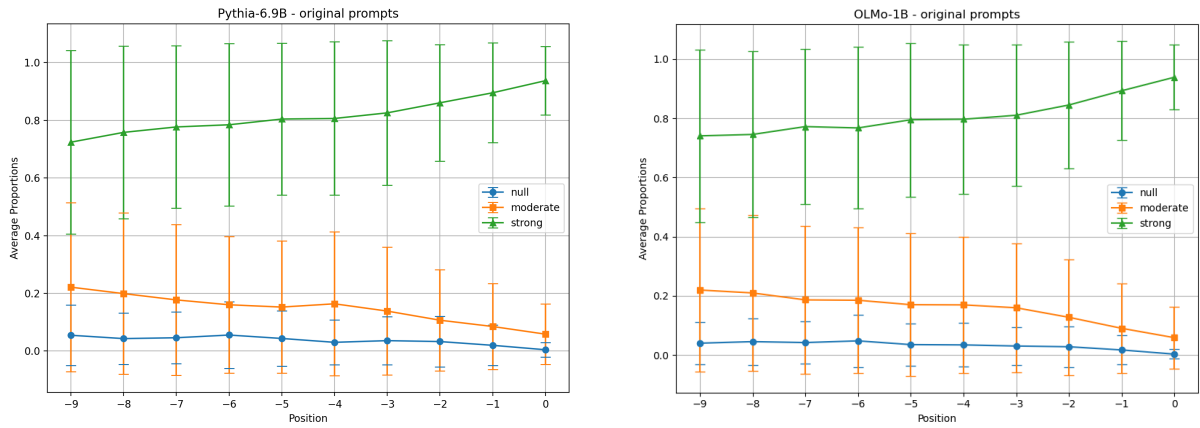 Pythia-6.9B - original prompts
1.0
0.8
0.6
0.4
0.2
0.0
Average Proportions
null
moderate
strong
−9 −8 −7 −6 −5 −4 −3 −2 −1 0
Position
OLMo-1B - original prompts
1.0
0.8
0.6
0.4
0.2
0.0
Average Proportions
null
moderate
strong
−9 −8 −7 −6 −5 −4 −3 −2 −1 0
Position